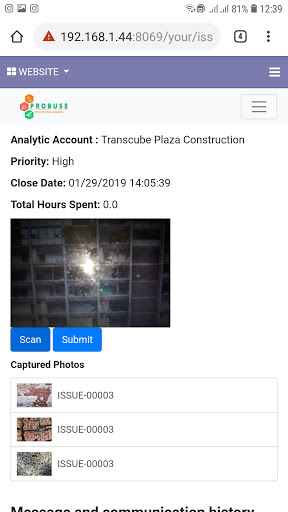 81% 12:39
192.168.1.44:8069/your/iss
4
WEBSITE
PROBUSE
Analytic Account : Transcube Plaza Construction
Priority: High
Close Date: 01/29/2019 14:05:39
Total Hours Spent: 0.0
Scan Submit
Captured Photos
ISSUE-00003
ISSUE-00003
ISSUE-00003
Message and communication history